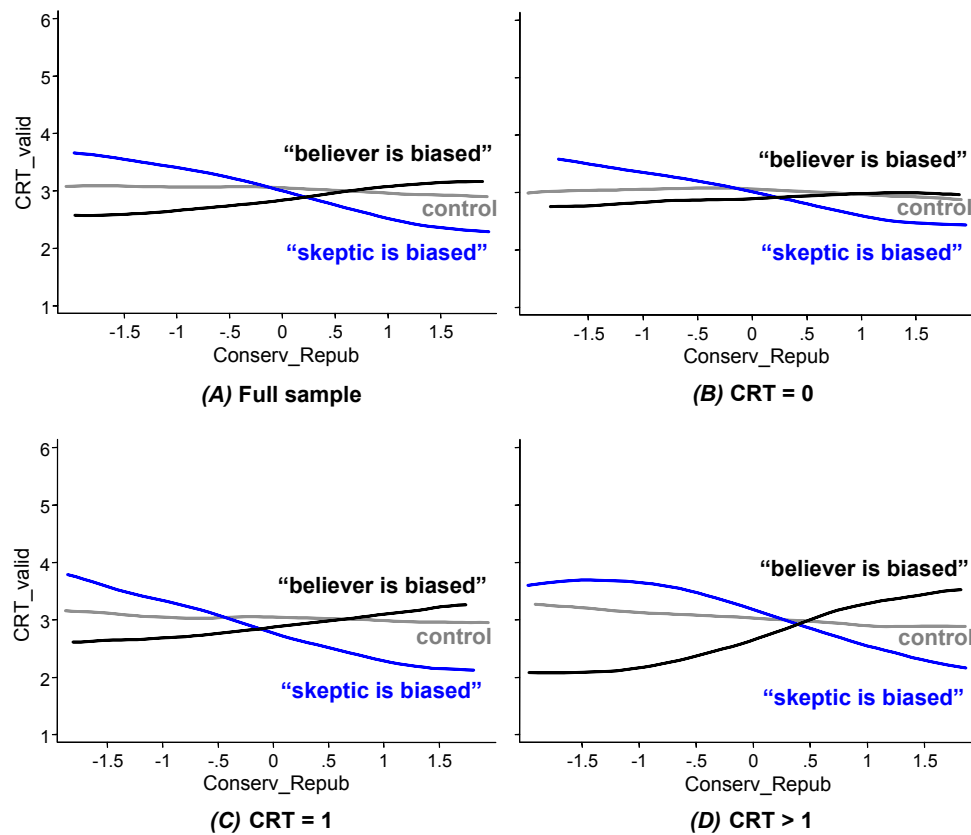 6
5
4
3
2
1
CRT_valid
“believer is biased”
control
“skeptic is biased”
-1.5 -1 -.5 0 .5 1 1.5
Conserv_Repub
(A) Full sample
“believer is biased”
control
“skeptic is biased”
-1.5 -1 -.5 0 .5 1 1.5
Conserv_Repub
(B) CRT = 0
6
5
4
3
2
1
CRT_valid
“believer is biased”
control
“skeptic is biased”
-1.5 -1 -.5 0 .5 1 1.5
Conserv_Repub
(C) CRT = 1
“believer is biased”
control
“skeptic is biased”
-1.5 -1 -.5 0 .5 1 1.5
Conserv_Repub
(D) CRT > 1